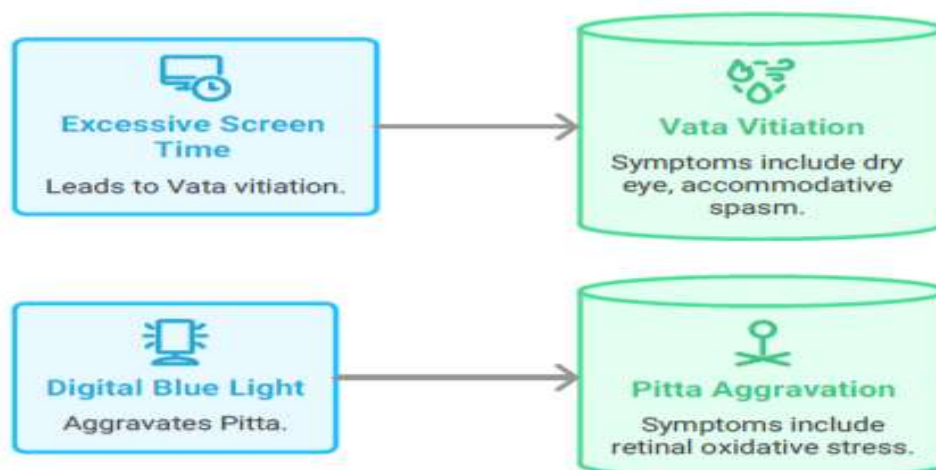 Excessive Screen
Time
Leads to Vata vitiation.
Vata Vitiation
Symptoms include dry
eye, accommodative
spasm.
Digital Blue Light
Aggravates Pitta.
Pitta Aggravation
Symptoms include
retinal oxidative stress.